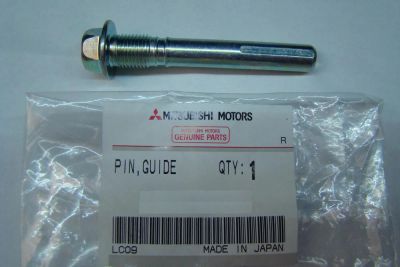 MITSUBISHI MOTORS
MITSUBISHI MOTORS
GENUINE PARTS
R
PIN,GUIDE QTY:1
LC09 MADE IN JAPAN